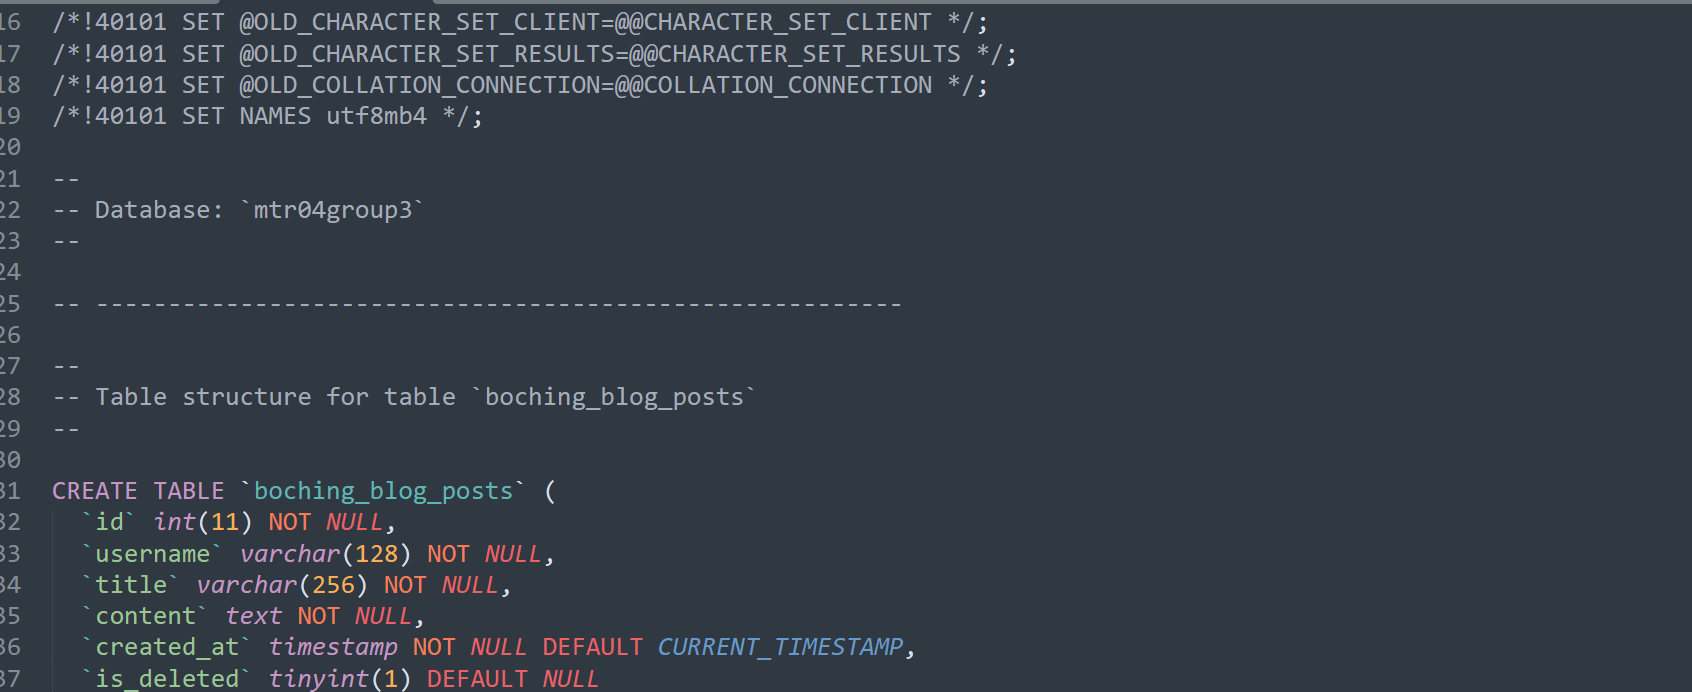 16 /*!40101 SET @OLD_CHARACTER_SET_CLIENT=@@CHARACTER_SET_CLIENT */;
17 /*!40101 SET @OLD_CHARACTER_SET_RESULTS=@@CHARACTER_SET_RESULTS */;
18 /*!40101 SET @OLD_COLLATION_CONNECTION=@@COLLATION_CONNECTION */;
19 /*!40101 SET NAMES utf8mb4 */;
20
21 --
22 -- Database: `mtr04group3`
23 --
24
25 -- --------------------------------------------------------
26
27 --
28 -- Table structure for table `boching_blog_posts`
29 --
30
31 CREATE TABLE `boching_blog_posts` (
32   `id` int(11) NOT NULL,
33   `username` varchar(128) NOT NULL,
34   `title` varchar(256) NOT NULL,
35   `content` text NOT NULL,
36   `created_at` timestamp NOT NULL DEFAULT CURRENT_TIMESTAMP,
37   `is_deleted` tinyint(1) DEFAULT NULL